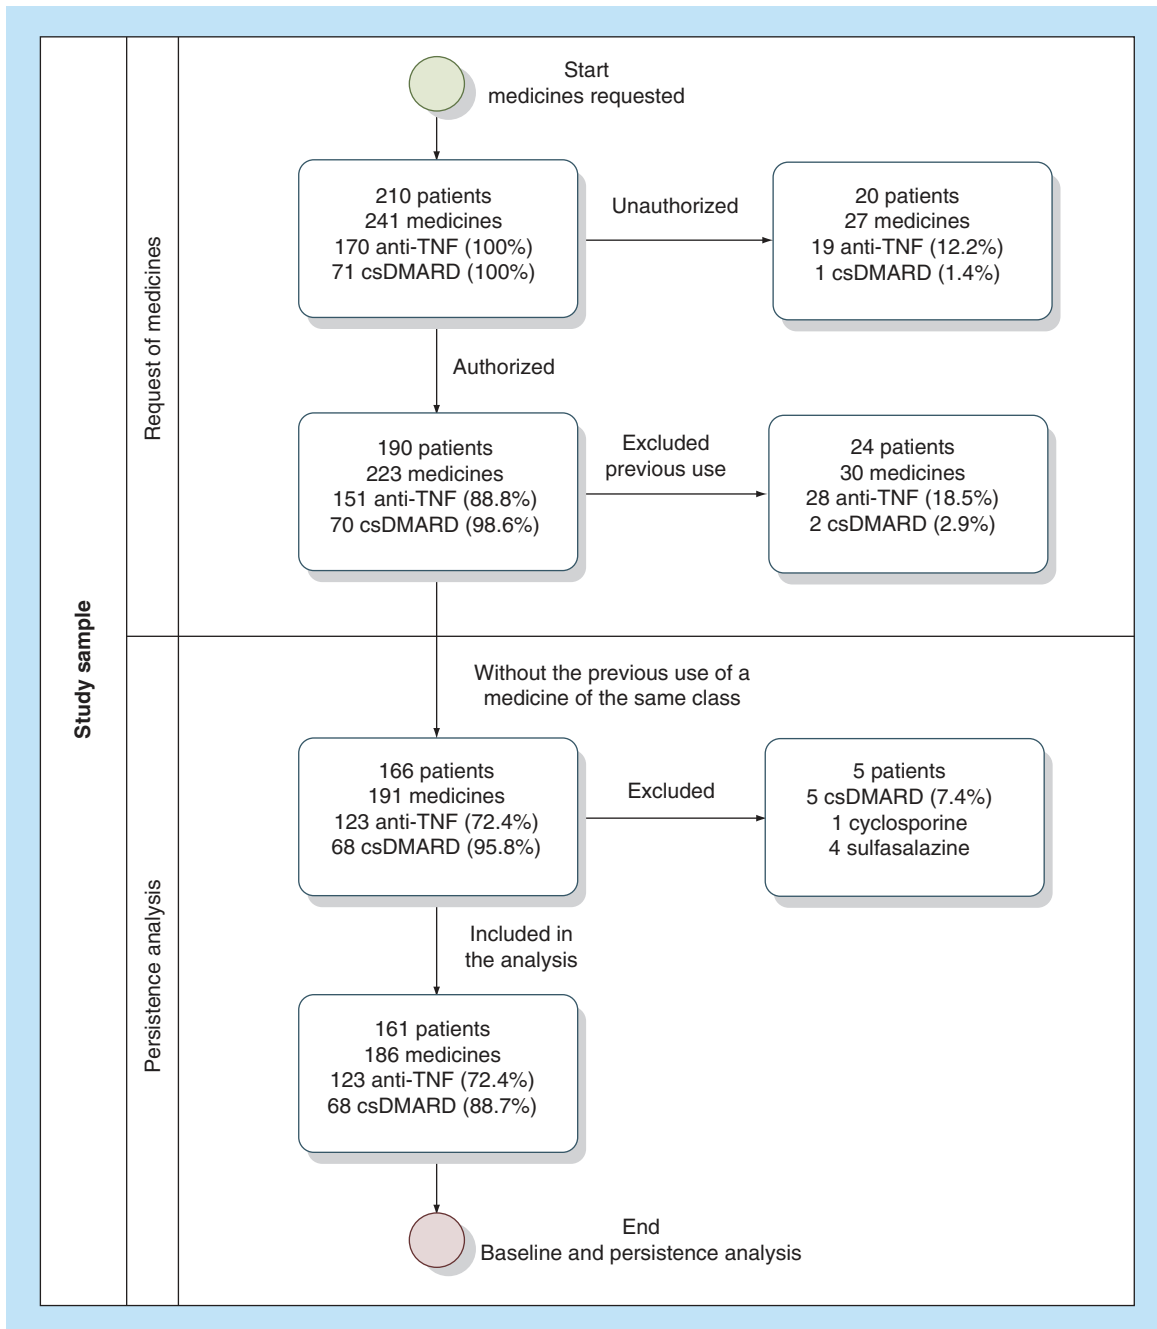 Study sample
Request of medicines
Start
medicines requested
210 patients
241 medicines
170 anti-TNF (100%)
71 csDMARD (100%)
Unauthorized
20 patients
27 medicines
19 anti-TNF (12.2%)
1 csDMARD (1.4%)
Authorized
190 patients
223 medicines
151 anti-TNF (88.8%)
70 csDMARD (98.6%)
Excluded
previous use
24 patients
30 medicines
28 anti-TNF (18.5%)
2 csDMARD (2.9%)
Persistence analysis
Without the previous use of a
medicine of the same class
166 patients
191 medicines
123 anti-TNF (72.4%)
68 csDMARD (95.8%)
Excluded
5 patients
5 csDMARD (7.4%)
1 cyclosporine
4 sulfasalazine
Included in
the analysis
161 patients
186 medicines
123 anti-TNF (72.4%)
68 csDMARD (88.7%)
End
Baseline and persistence analysis